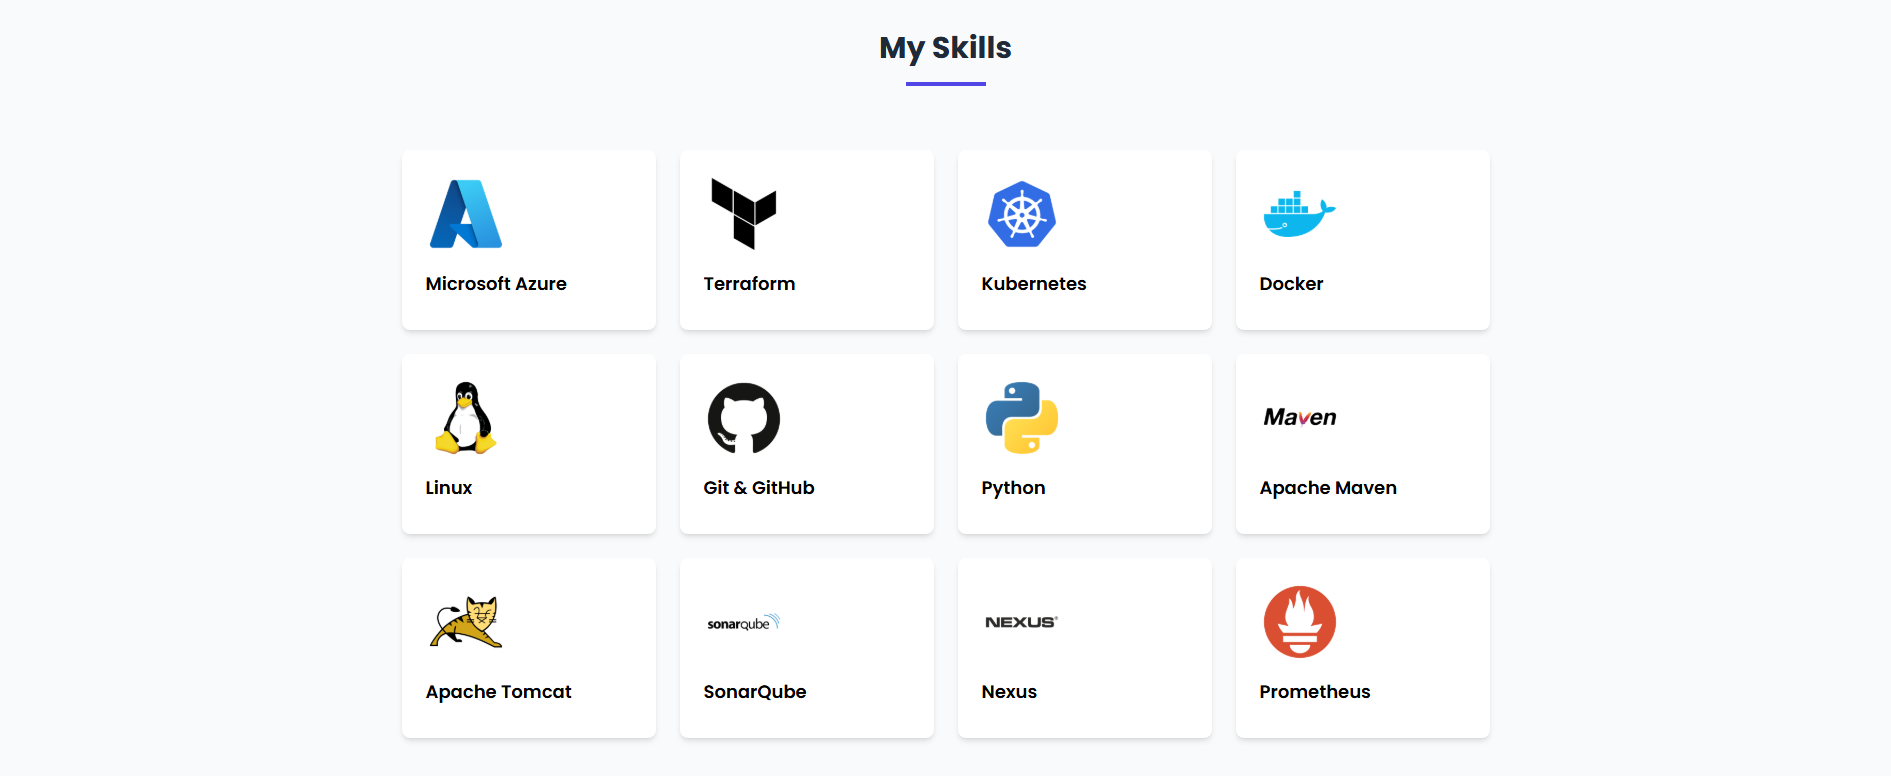 My Skills
Microsoft Azure
Terraform
Kubernetes
Docker
Linux
Git & GitHub
Python
Maven
Apache Maven
Apache Tomcat
sonarqube
SonarQube
NEXUS®
Nexus
Prometheus